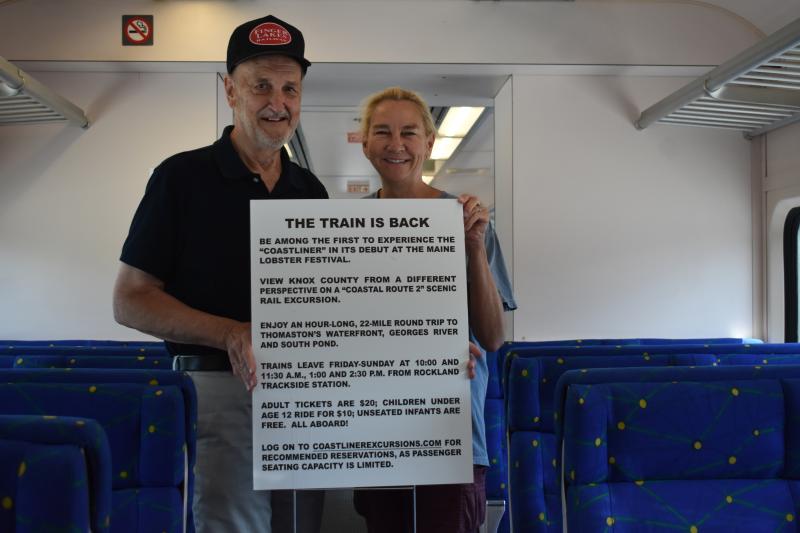 FINGER
LAKES
RAILWAY
EXIT
THE TRAIN IS BACK
BE AMONG THE FIRST TO EXPERIENCE THE
"COASTLINER" IN ITS DEBUT AT THE MAINE
LOBSTER FESTIVAL.
VIEW KNOX COUNTY FROM A DIFFERENT
PERSPECTIVE ON A "COASTAL ROUTE 2" SCENIC
RAIL EXCURSION.
ENJOY AN HOUR-LONG, 22-MILE ROUND TRIP TO
THOMASTON'S WATERFRONT, GEORGES RIVER
AND SOUTH POND.
TRAINS LEAVE FRIDAY-SUNDAY AT 10:00 AND
11:30 A.M., 1:00 AND 2:30 P.M. FROM ROCKLAND
TRACKSIDE STATION.
ADULT TICKETS ARE $20; CHILDREN UNDER
AGE 12 RIDE FOR $10; UNSEATED INFANTS ARE
FREE. ALL ABOARD!
LOG ON TO COASTLINEREXCURSIONS.COM FOR
RECOMMENDED RESERVATIONS, AS PASSENGER
SEATING CAPACITY IS LIMITED.